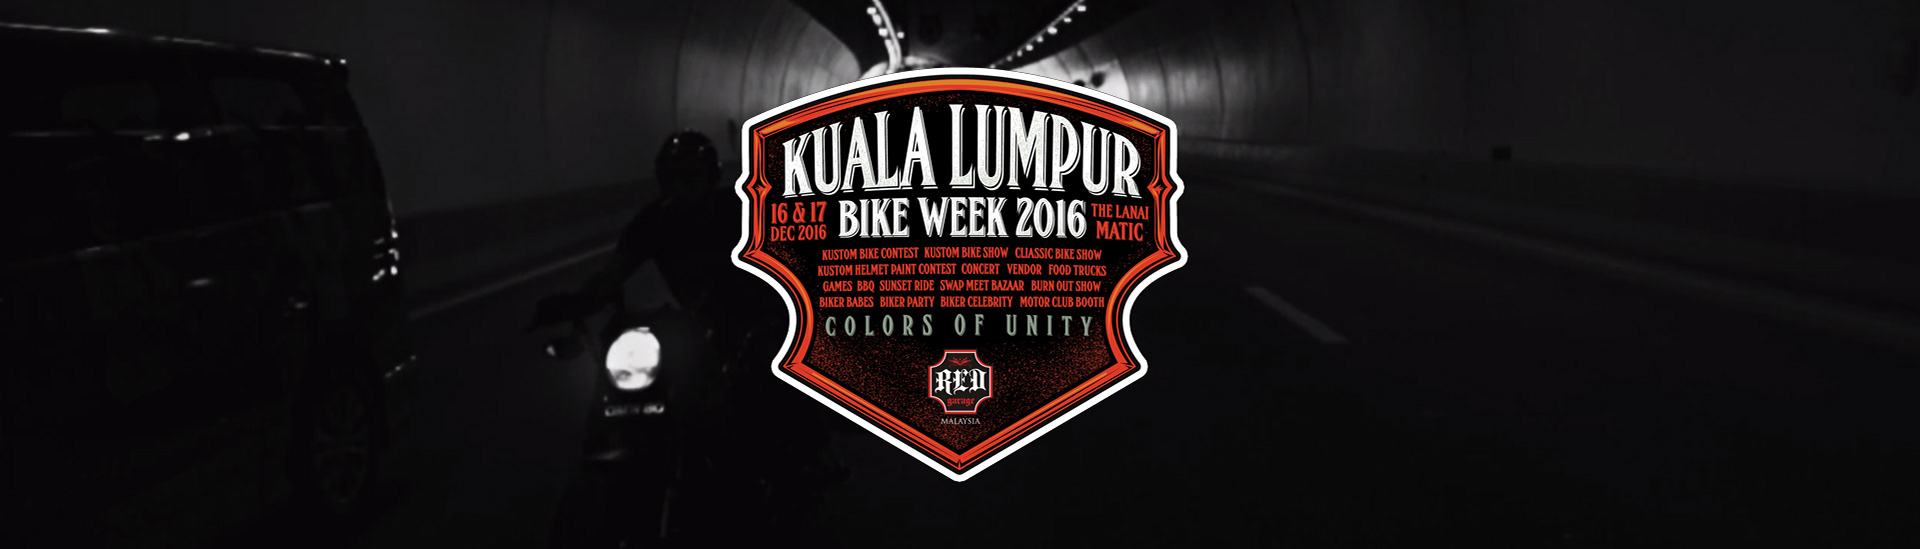 KUALA LUMPUR
16 & 17
DEC 2016
BIKE WEEK 2016
THE LANAI
MATIC
KUSTOM BIKE CONTEST KUSTOM BIKE SHOW CLASSIC BIKE SHOW
KUSTOM HELMET PAINT CONTEST CONCERT VENDOR FOOD TRUCKS
GAMES BBQ SUNSET RIDE SWAP MEET BAZAAR BURN OUT SHOW
BIKER BABES BIKER PARTY BIKER CELEBRITY MOTOR CLUB BOOTH
COLORS OF UNITY
RED
garage
MALAYSIA